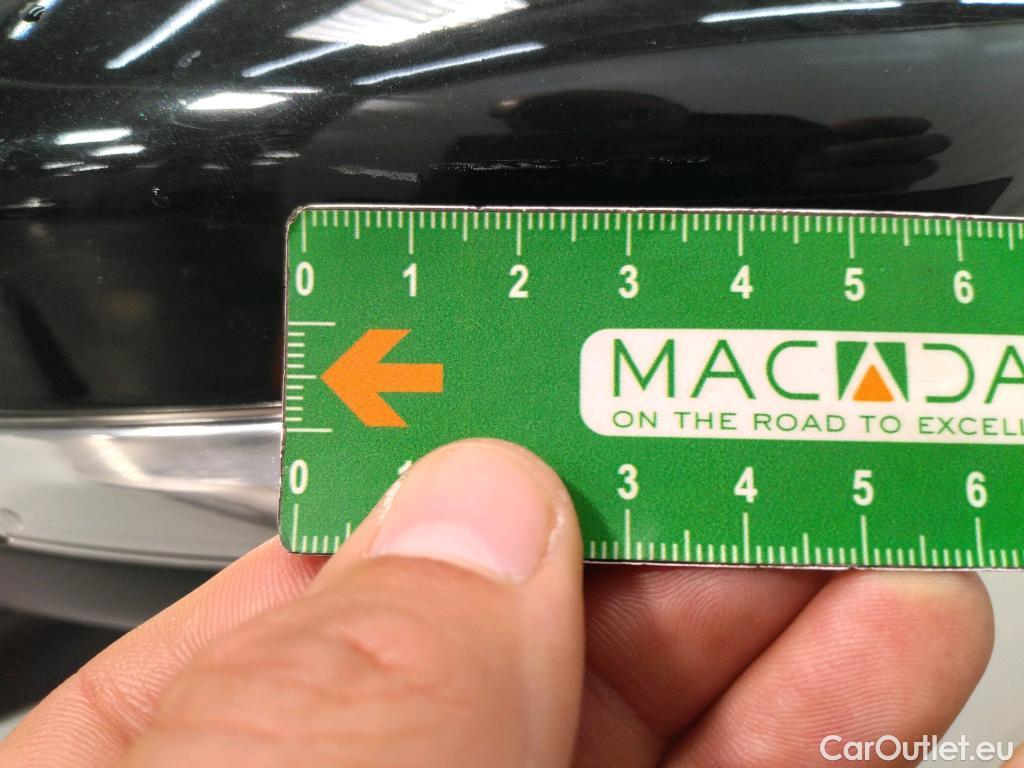 0 1 2 3 4 5 6
MACADA
ON THE ROAD TO EXCELL
0 1 3 4 5 6
CarOutlet.eu